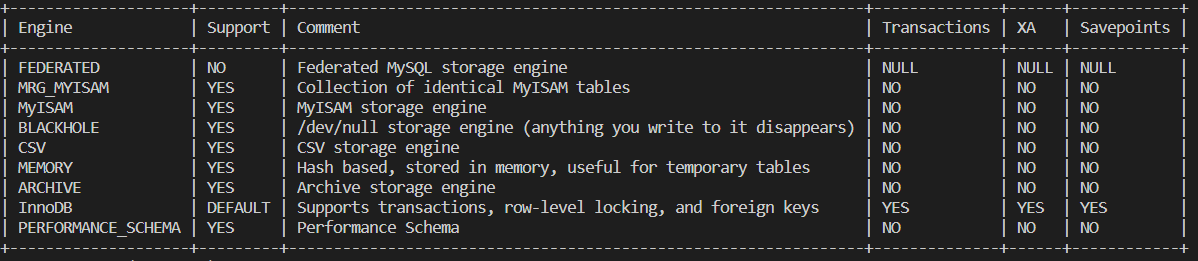 +--------------------+---------+----------------------------------------------------------------+--------------+------+------------+
| Engine             | Support | Comment                                                        | Transactions | XA   | Savepoints |
+--------------------+---------+----------------------------------------------------------------+--------------+------+------------+
| FEDERATED          | NO      | Federated MySQL storage engine                                 | NULL         | NULL | NULL       |
| MRG_MYISAM         | YES     | Collection of identical MyISAM tables                          | NO           | NO   | NO         |
| MyISAM             | YES     | MyISAM storage engine                                          | NO           | NO   | NO         |
| BLACKHOLE          | YES     | /dev/null storage engine (anything you write to it disappears) | NO           | NO   | NO         |
| CSV                | YES     | CSV storage engine                                             | NO           | NO   | NO         |
| MEMORY             | YES     | Hash based, stored in memory, useful for temporary tables      | NO           | NO   | NO         |
| ARCHIVE            | YES     | Archive storage engine                                         | NO           | NO   | NO         |
| InnoDB             | DEFAULT | Supports transactions, row-level locking, and foreign keys     | YES          | YES  | YES        |
| PERFORMANCE_SCHEMA | YES     | Performance Schema                                             | NO           | NO   | NO         |
+--------------------+---------+----------------------------------------------------------------+--------------+------+------------+